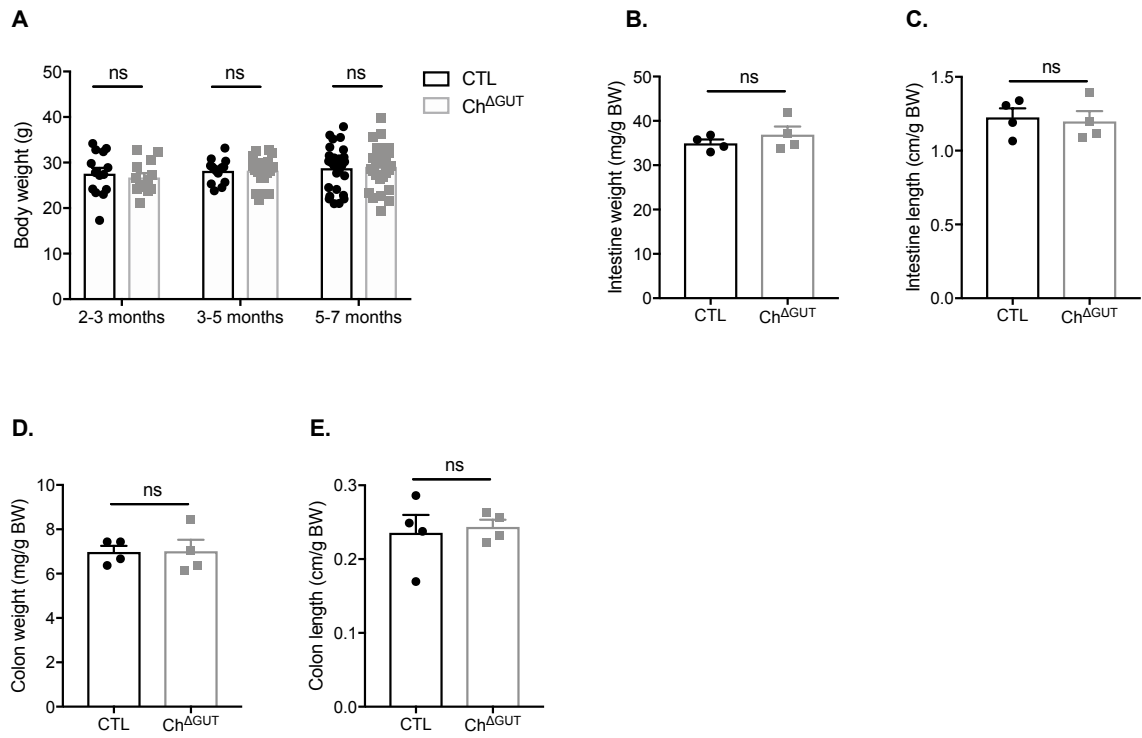 A
B.
C.
ns
ns
ns
CTL
Ch^ΔGUT
Body weight (g)
50
40
30
20
10
0
2-3 months
3-5 months
5-7 months
ns
Intestine weight (mg/g BW)
50
40
30
20
10
0
CTL
Ch^ΔGUT
ns
Intestine length (cm/g BW)
1.5
1.0
0.5
0.0
CTL
Ch^ΔGUT
D.
E.
ns
Colon weight (mg/g BW)
10
8
6
4
2
0
CTL
Ch^ΔGUT
ns
Colon length (cm/g BW)
0.3
0.2
0.1
0.0
CTL
Ch^ΔGUT